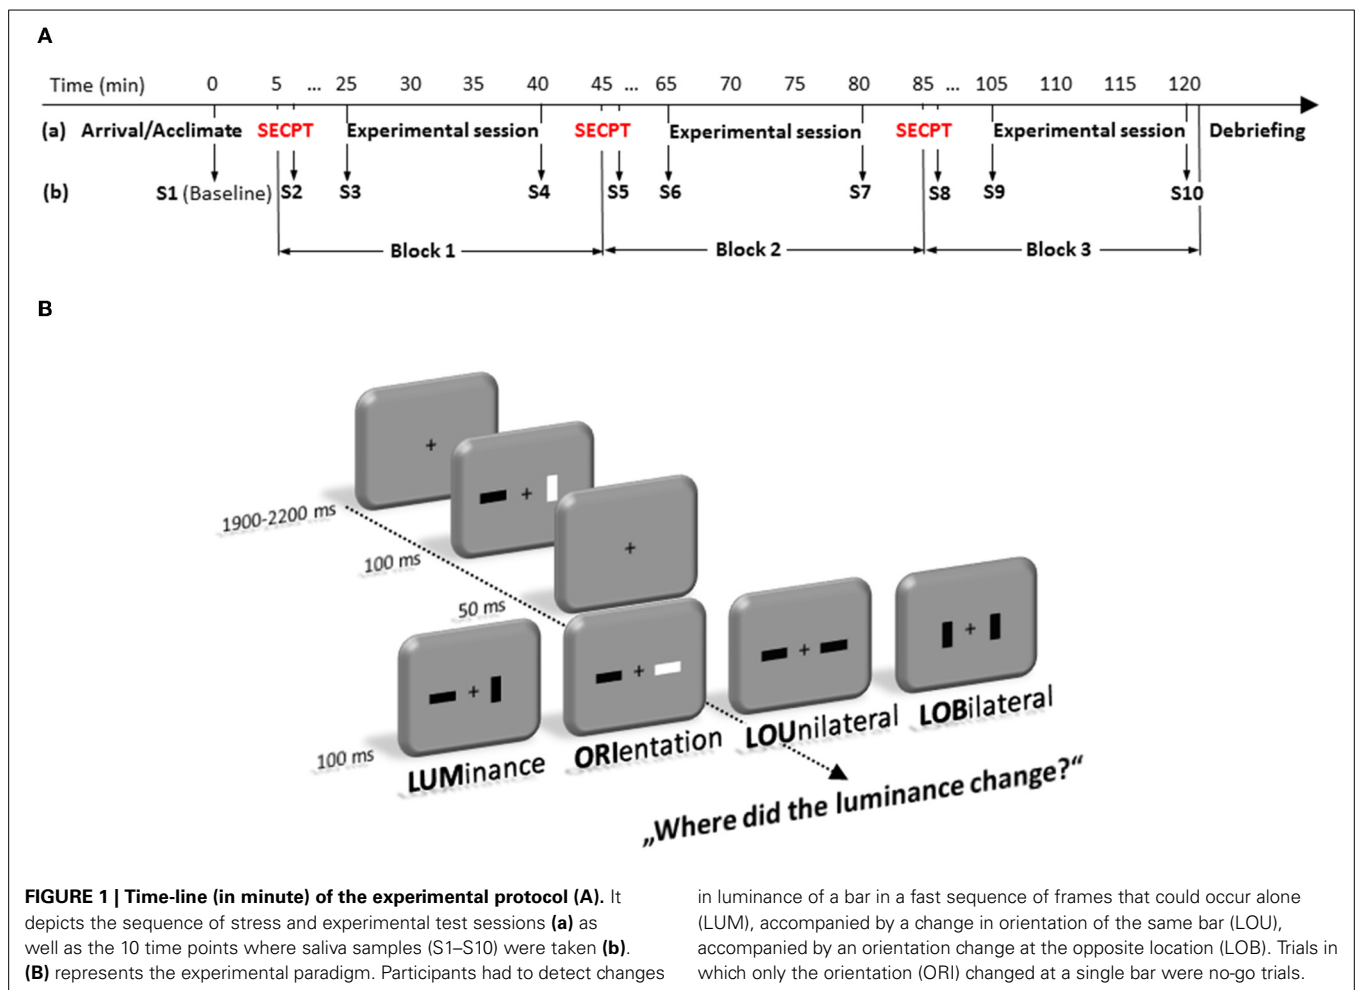 A
Time (min) 0 5 ... 25 30 35 40 45 ... 65 70 75 80 85 ... 105 110 115 120
(a) Arrival/Acclimate SECPT Experimental session SECPT Experimental session SECPT Experimental session Debriefing
(b) S1 (Baseline) S2 S3 S4 S5 S6 S7 S8 S9 S10
Block 1 Block 2 Block 3
B
+
+
+
1900-2200 ms
100 ms
50 ms
+ + + +
100 ms
LUMinance ORIentation LOUnilateral LOBilateral
„Where did the luminance change?“
FIGURE 1 | Time-line (in minute) of the experimental protocol (A). It
depicts the sequence of stress and experimental test sessions (a) as
well as the 10 time points where saliva samples (S1–S10) were taken (b).
(B) represents the experimental paradigm. Participants had to detect changes
in luminance of a bar in a fast sequence of frames that could occur alone
(LUM), accompanied by a change in orientation of the same bar (LOU),
accompanied by an orientation change at the opposite location (LOB). Trials in
which only the orientation (ORI) changed at a single bar were no-go trials.